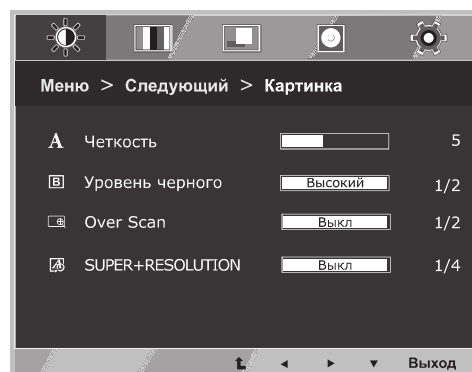 Меню > Следующий > Картинка
A Четкость 5
B Уровень черного Высокий 1/2
Over Scan Выкл 1/2
SUPER+RESOLUTION Выкл 1/4
Выход